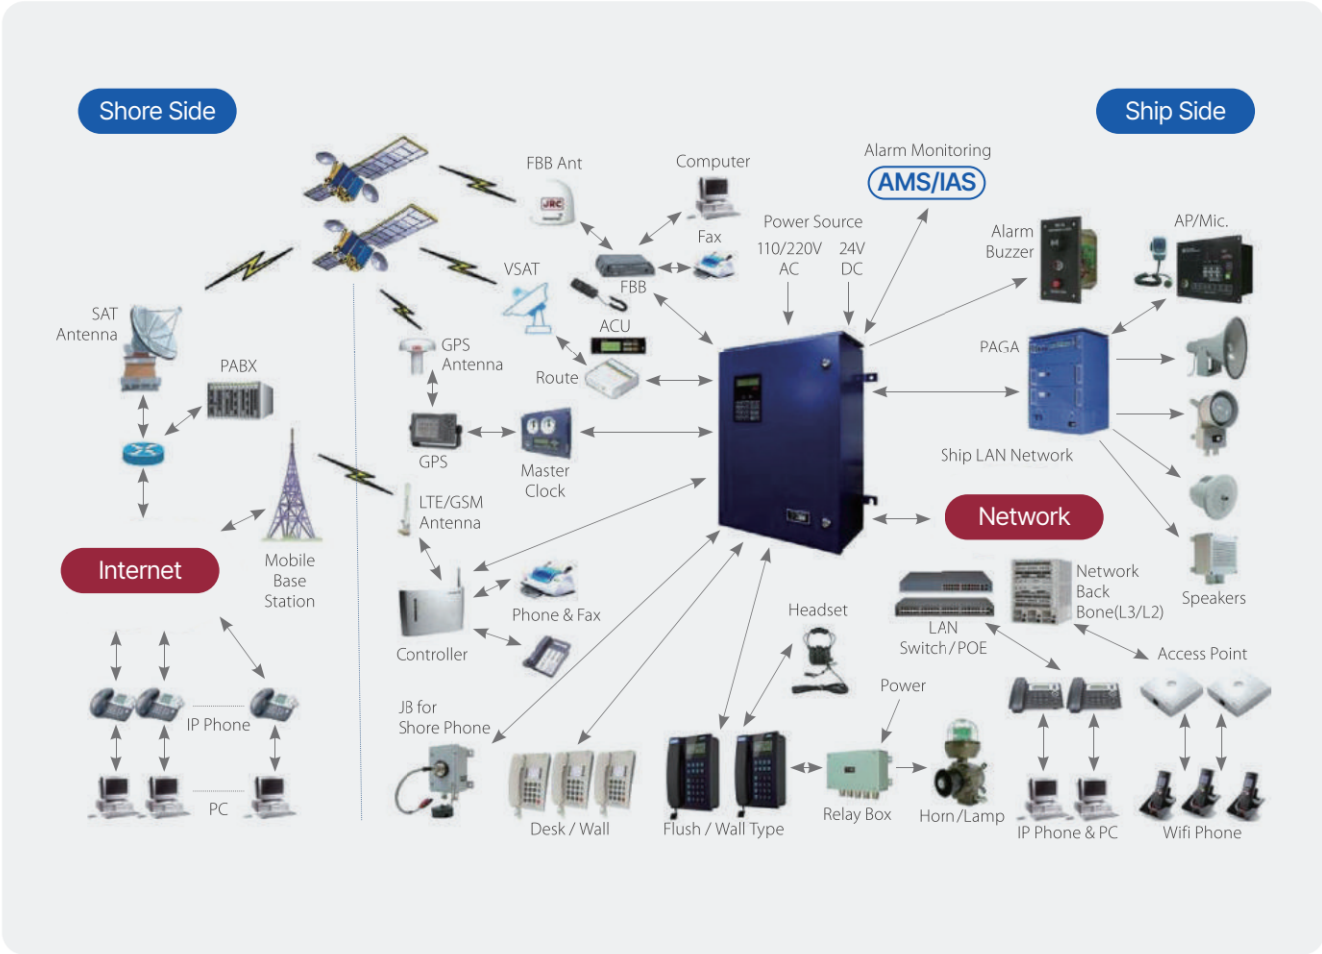 Shore Side
Ship Side
Alarm Monitoring
AMS/IAS
FBB Ant
Computer
JRC
Fax
Power Source
110/220V
AC
24V
DC
Alarm
Buzzer
AP/Mic.
VSAT
FBB
SAT
Antenna
ACU
GPS
Antenna
PAGA
PABX
Route
GPS
Master
Clock
Ship LAN Network
LTE/GSM
Antenna
Network
Internet
Mobile
Base
Station
Phone & Fax
Controller
Headset
LAN
Switch / POE
Network
Back
Bone(L3/L2)
Speakers
Access Point
Power
JB for
Shore Phone
IP Phone
PC
Desk / Wall
Flush / Wall Type
Relay Box
Horn/Lamp
IP Phone & PC
Wifi Phone